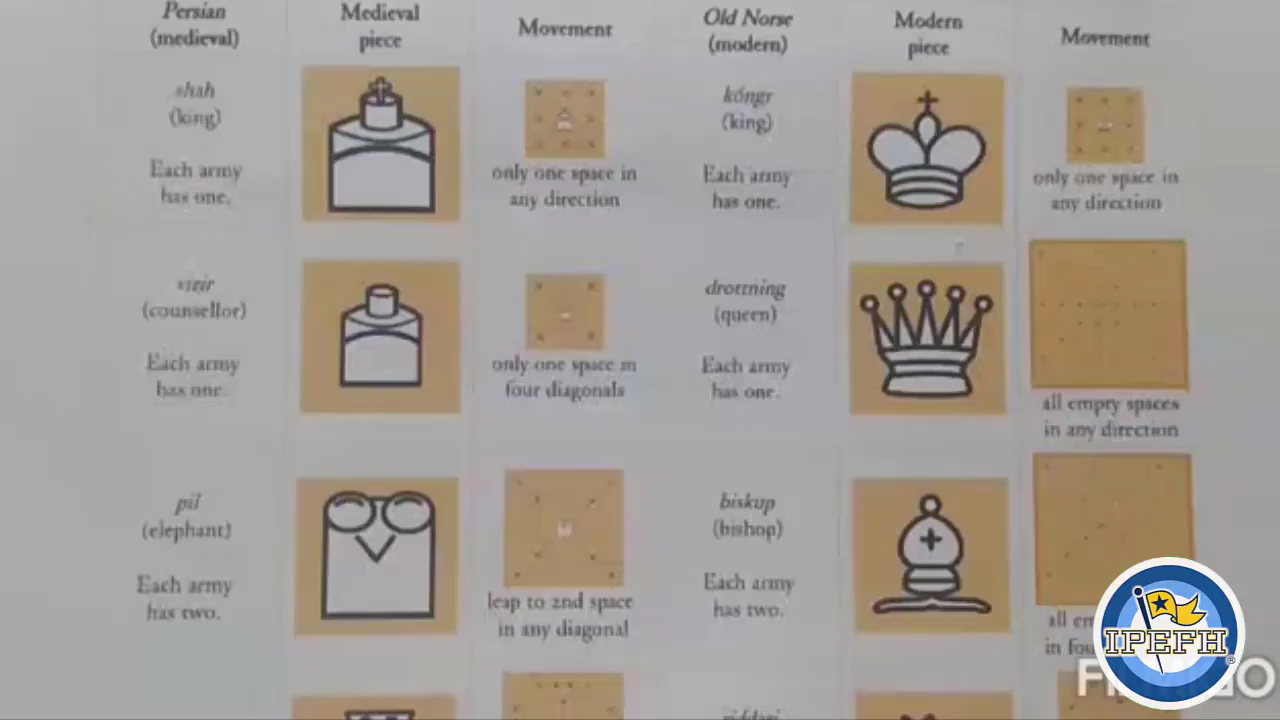 Persian
(medieval)
Medieval
piece
Movement
Old Norse
(modern)
Modern
piece
Movement
shah
(king)
Each army
has one.
only one space in
any direction
kóngr
(king)
Each army
has one.
only one space in
any direction
vizir
(counsellor)
Each army
has one.
only one space in
four diagonals
drottning
(queen)
Each army
has one.
all empty spaces
in any direction
pil
(elephant)
Each army
has two.
leap to 2nd space
in any diagonal
biskup
(bishop)
Each army
has two.
all
in
IPEFH
®